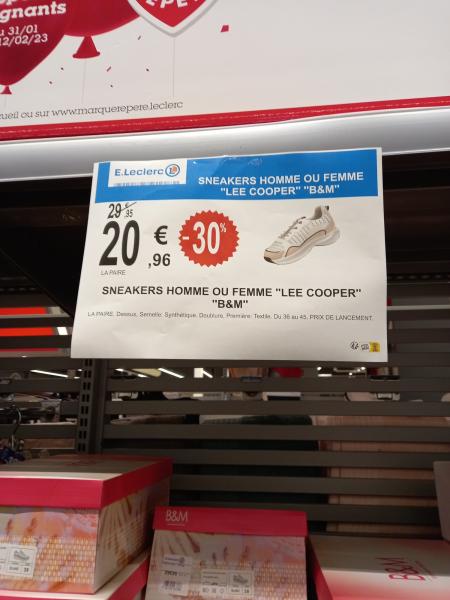 gnants
u 31/01
12/02/23
REPÈRE
ueil ou sur www.marquerepere.leclerc
E.Leclerc L
SNEAKERS HOMME OU FEMME
"LEE COOPER" "B&M"
29 €,95
20 €,96
-30%
LA PAIRE
SNEAKERS HOMME OU FEMME "LEE COOPER"
"B&M"
LA PAIRE. Dessus, Semelle: Synthétique. Doublure, Première: Textile. Du 36 au 45. PRIX DE LANCEMENT.
B&M
B&M